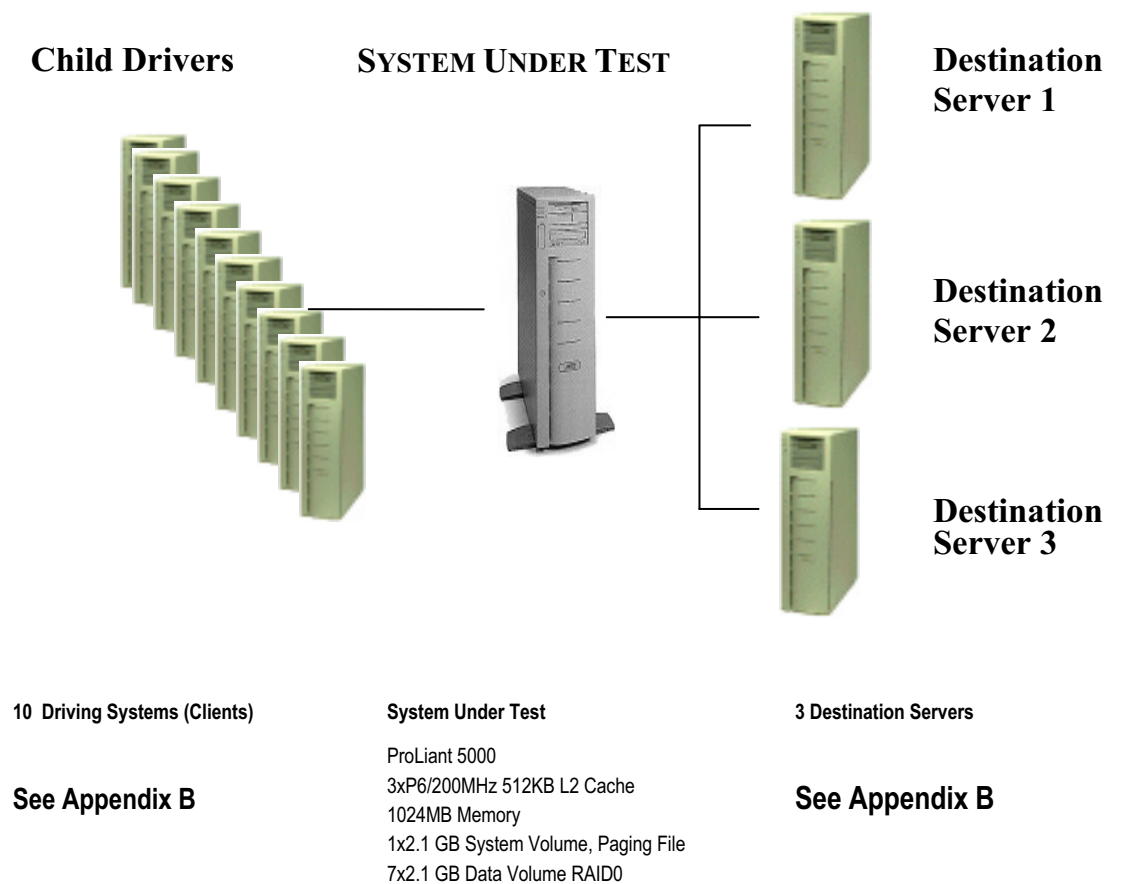 Child Drivers
SYSTEM UNDER TEST
Destination
Server 1
Destination
Server 2
Destination
Server 3
10 Driving Systems (Clients)
See Appendix B
System Under Test
ProLiant 5000
3xP6/200MHz 512KB L2 Cache
1024MB Memory
1x2.1 GB System Volume, Paging File
7x2.1 GB Data Volume RAID0
3 Destination Servers
See Appendix B